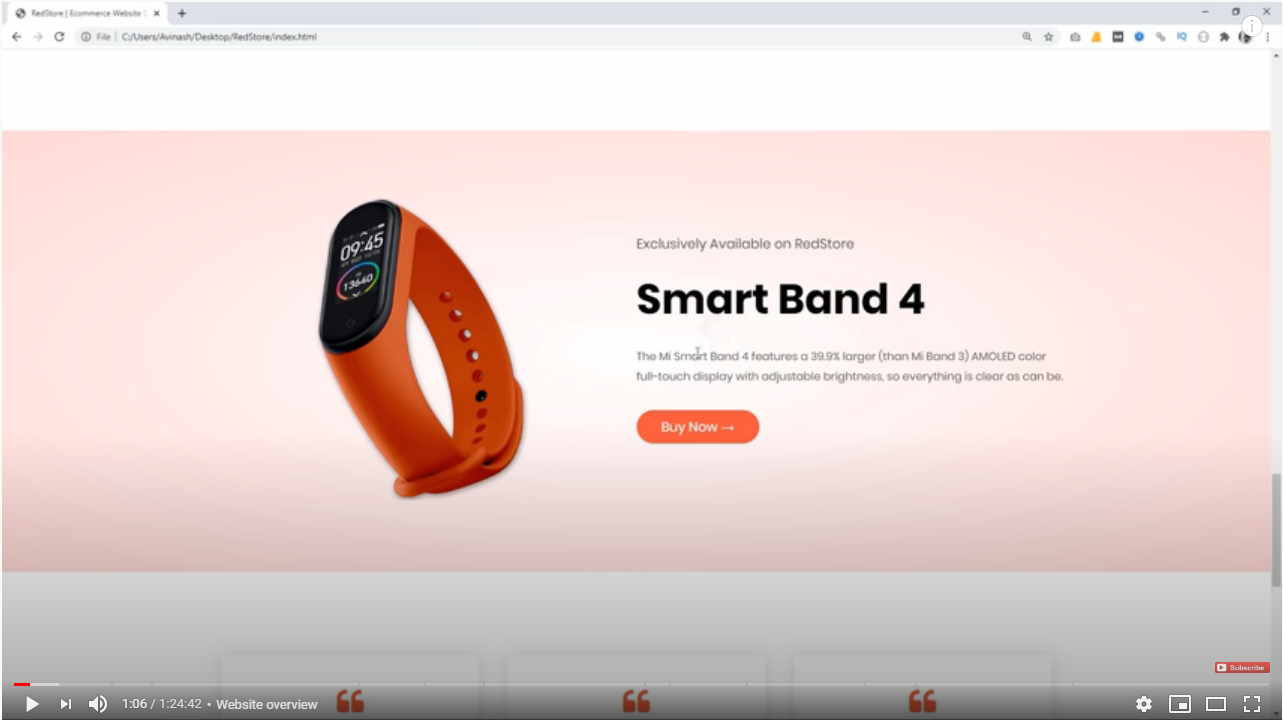 RedStore | Ecommerce Website
File | C:/Users/Avinash/Desktop/RedStore/index.html
09:45
13640
Exclusively Available on RedStore
Smart Band 4
The Mi Smart Band 4 features a 39.9% larger (than Mi Band 3) AMOLED color
full-touch display with adjustable brightness, so everything is clear as can be.
Buy Now →
Subscribe
1:06 / 1:24:42 • Website overview